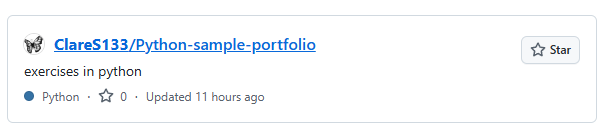 ClareS133/Python-sample-portfolio
Star
exercises in python
Python · 0 · Updated 11 hours ago